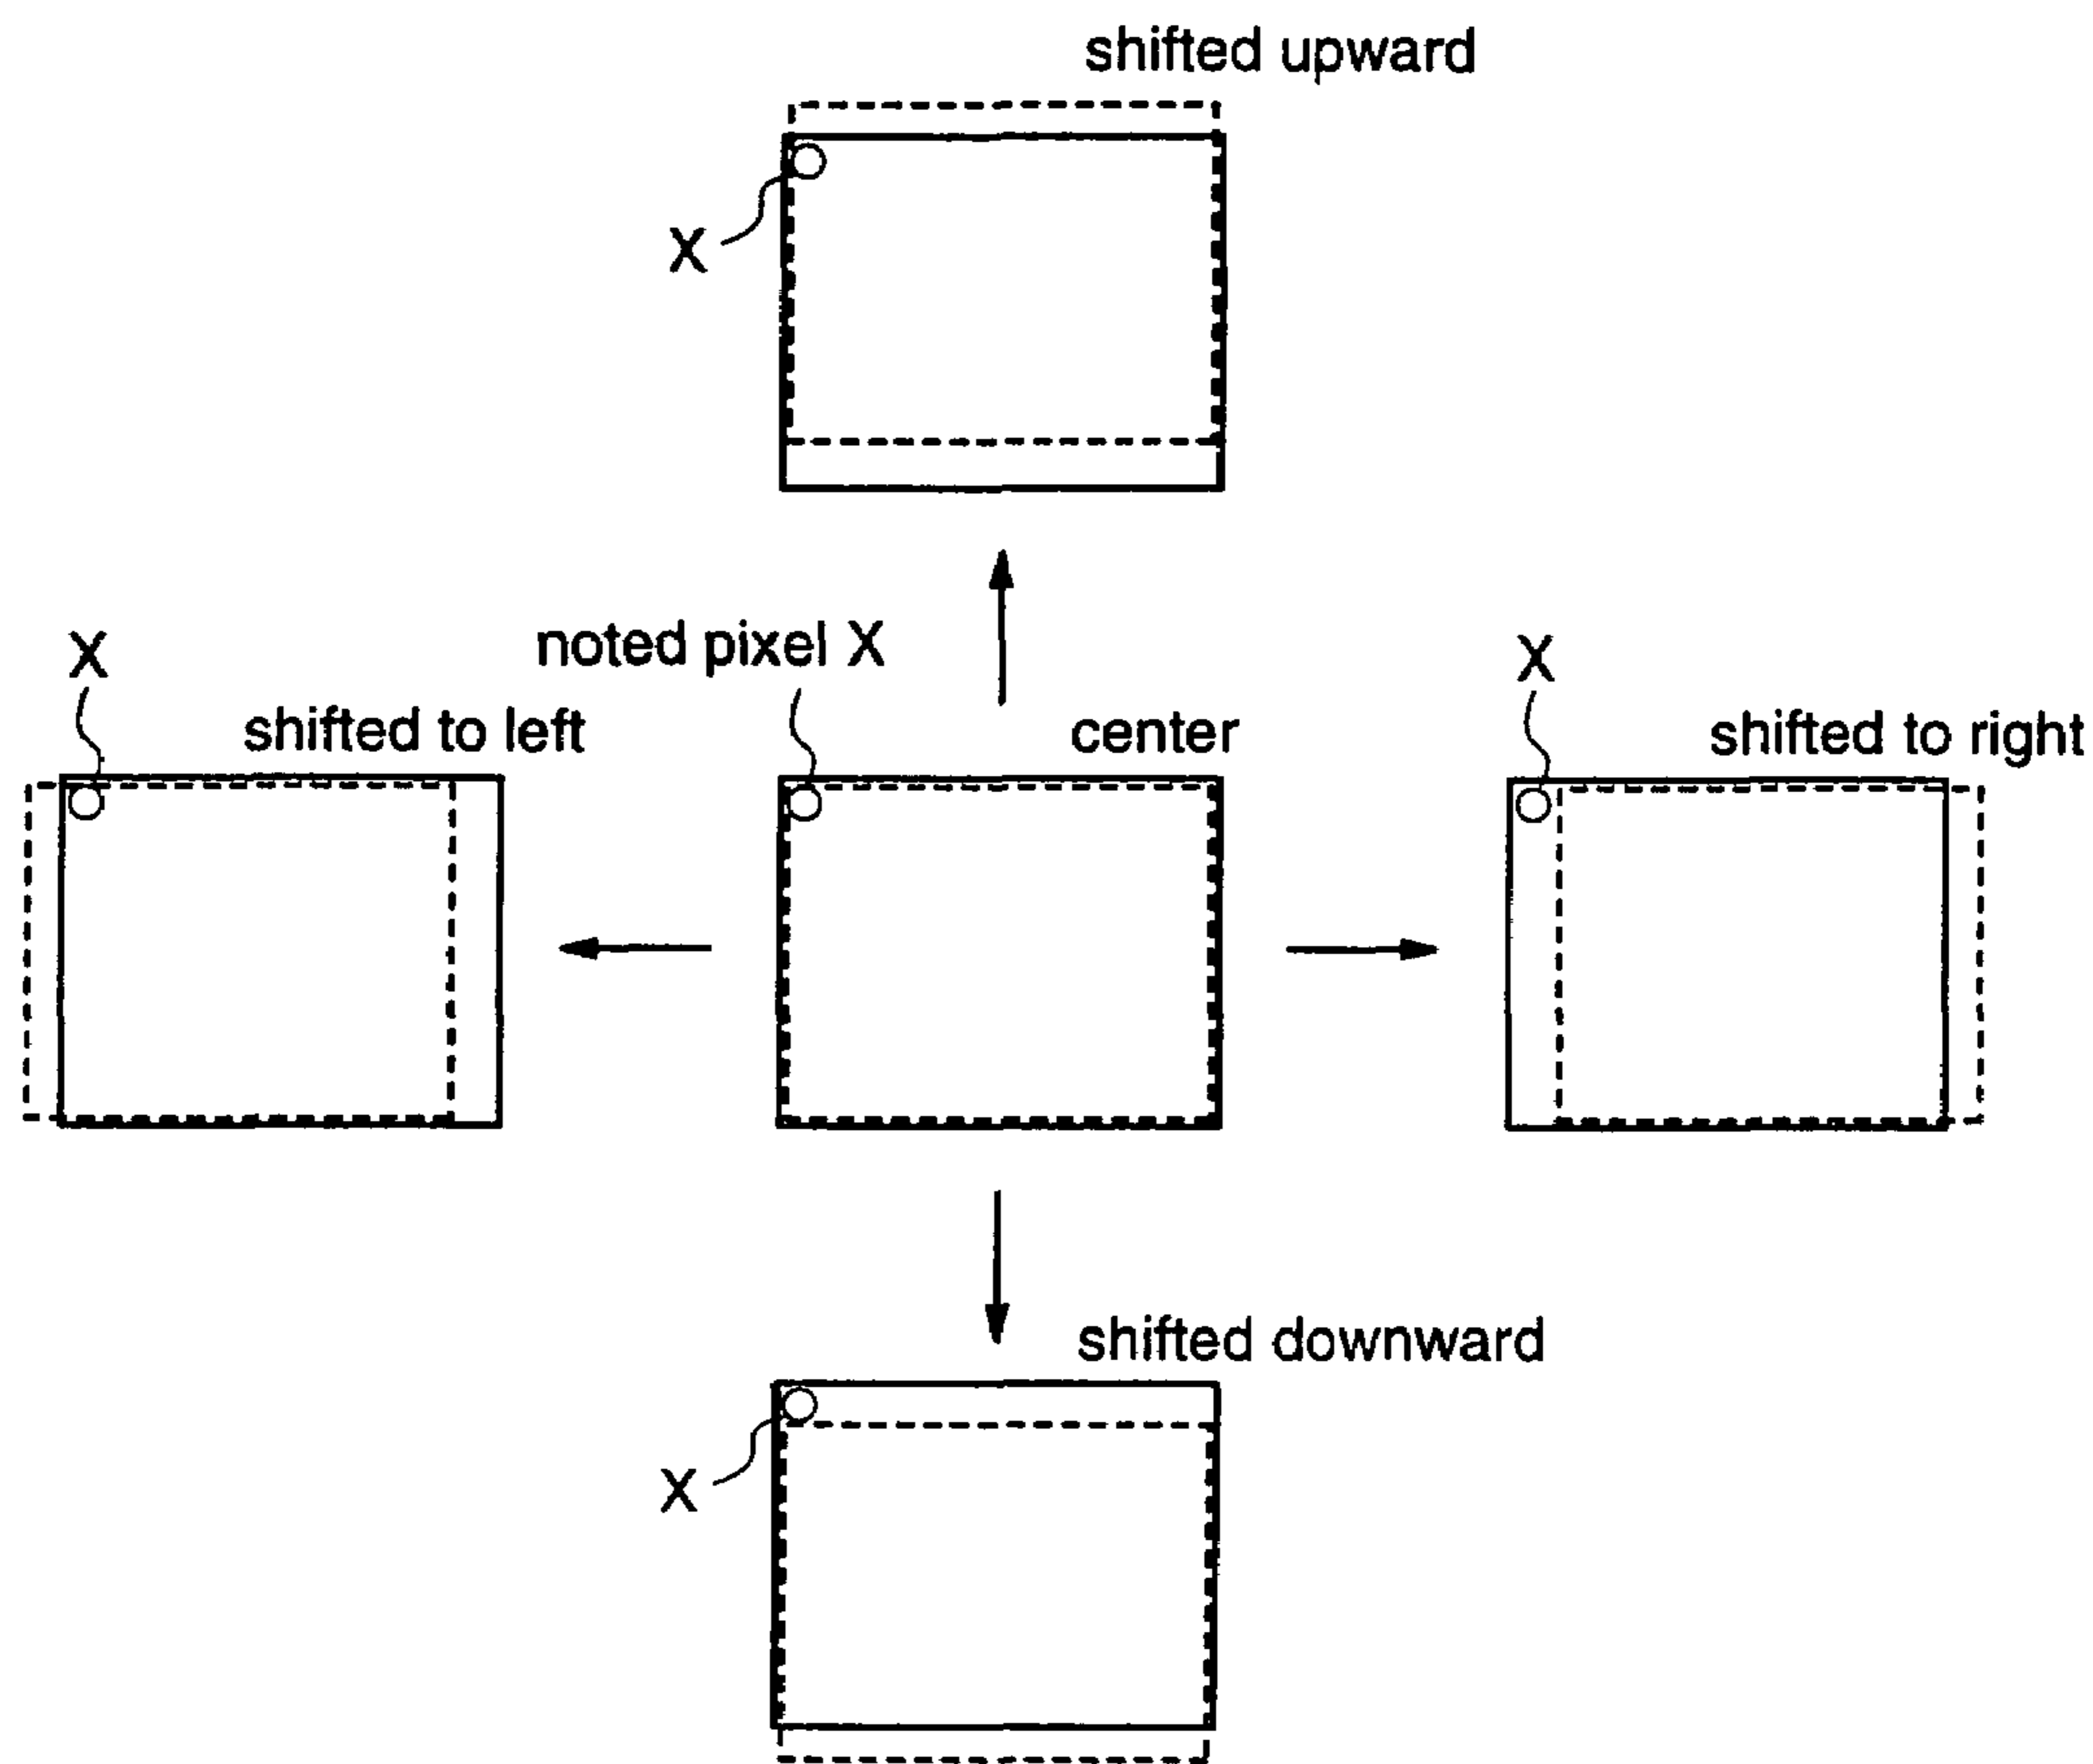 shifted upward
X
noted pixel X
X
X
shifted to left
center
shifted to right
shifted downward
X